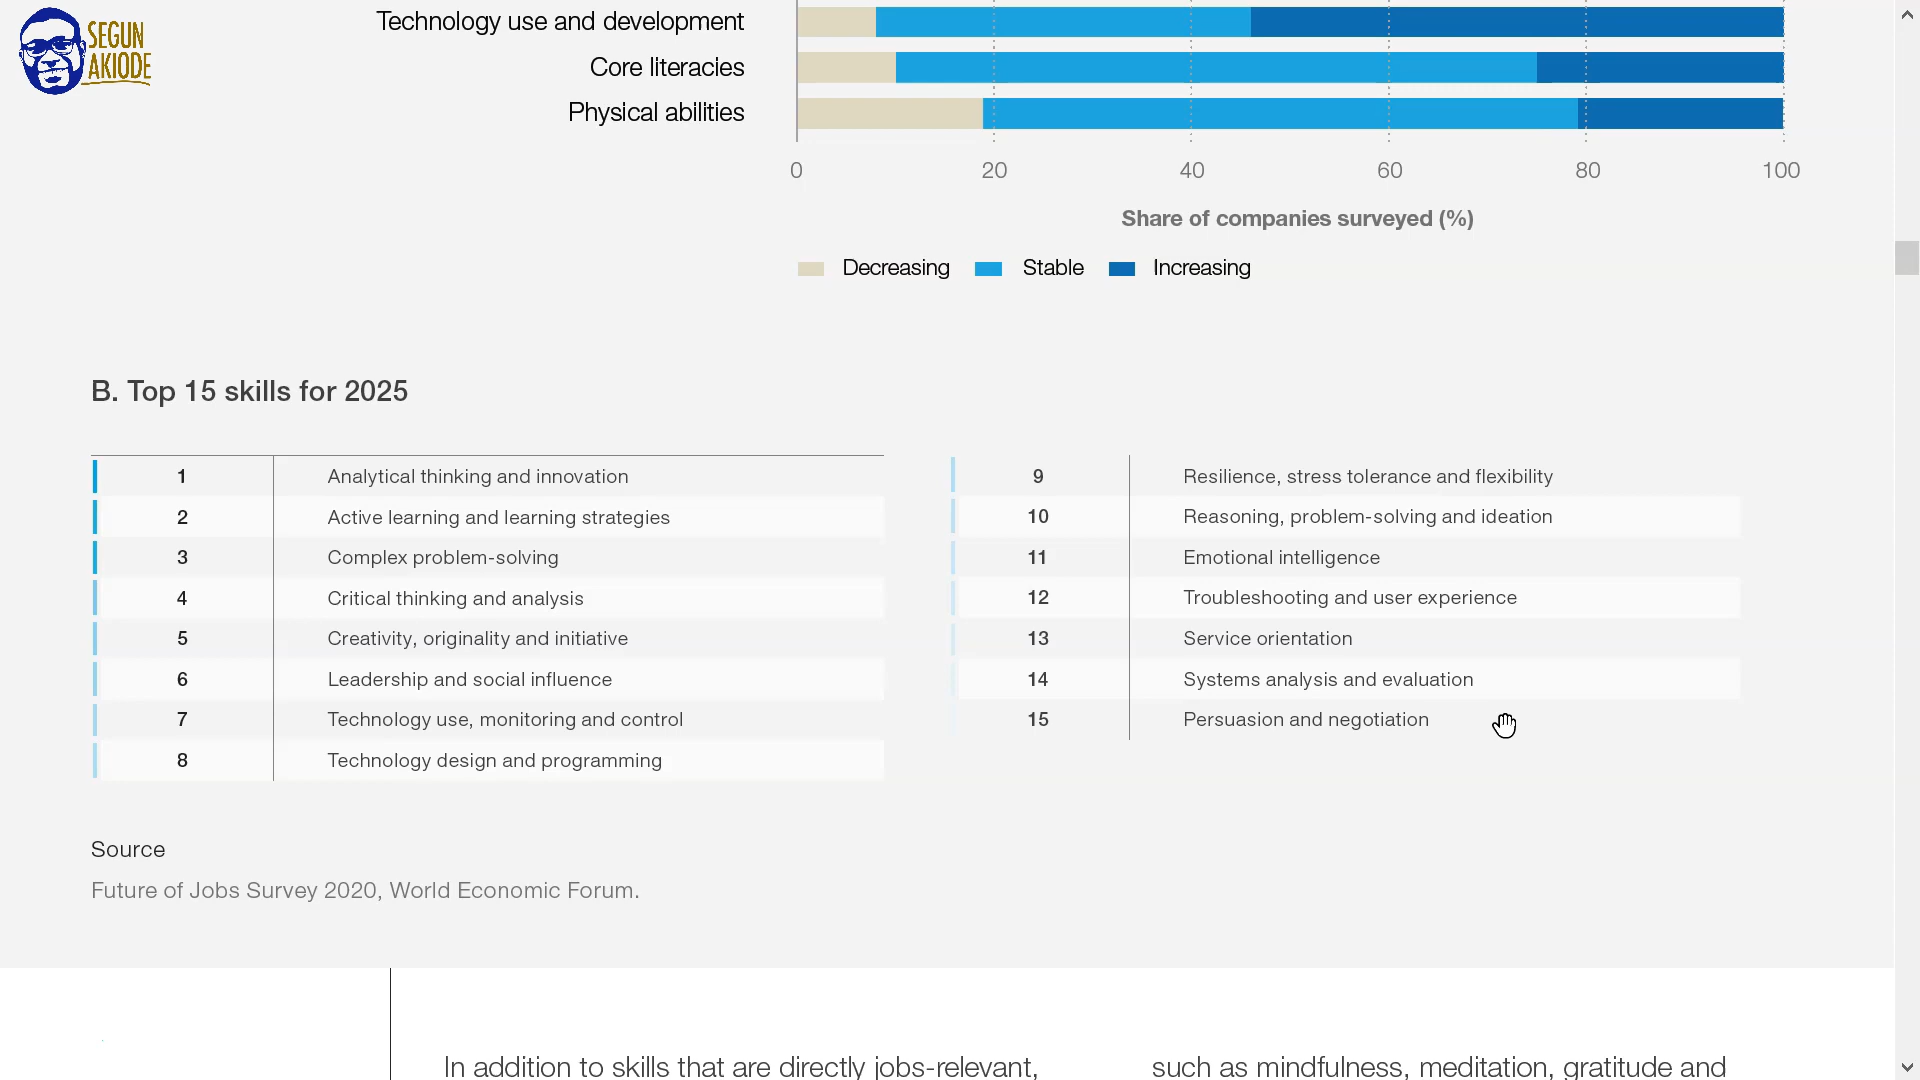 SEGUN
AKIODE
Technology use and development
Core literacies
Physical abilities
0 20 40 60 80 100
Share of companies surveyed (%)
Decreasing Stable Increasing
B. Top 15 skills for 2025
1 Analytical thinking and innovation
2 Active learning and learning strategies
3 Complex problem-solving
4 Critical thinking and analysis
5 Creativity, originality and initiative
6 Leadership and social influence
7 Technology use, monitoring and control
8 Technology design and programming
9 Resilience, stress tolerance and flexibility
10 Reasoning, problem-solving and ideation
11 Emotional intelligence
12 Troubleshooting and user experience
13 Service orientation
14 Systems analysis and evaluation
15 Persuasion and negotiation
Source
Future of Jobs Survey 2020, World Economic Forum.
In addition to skills that are directly jobs-relevant,
such as mindfulness, meditation, gratitude and